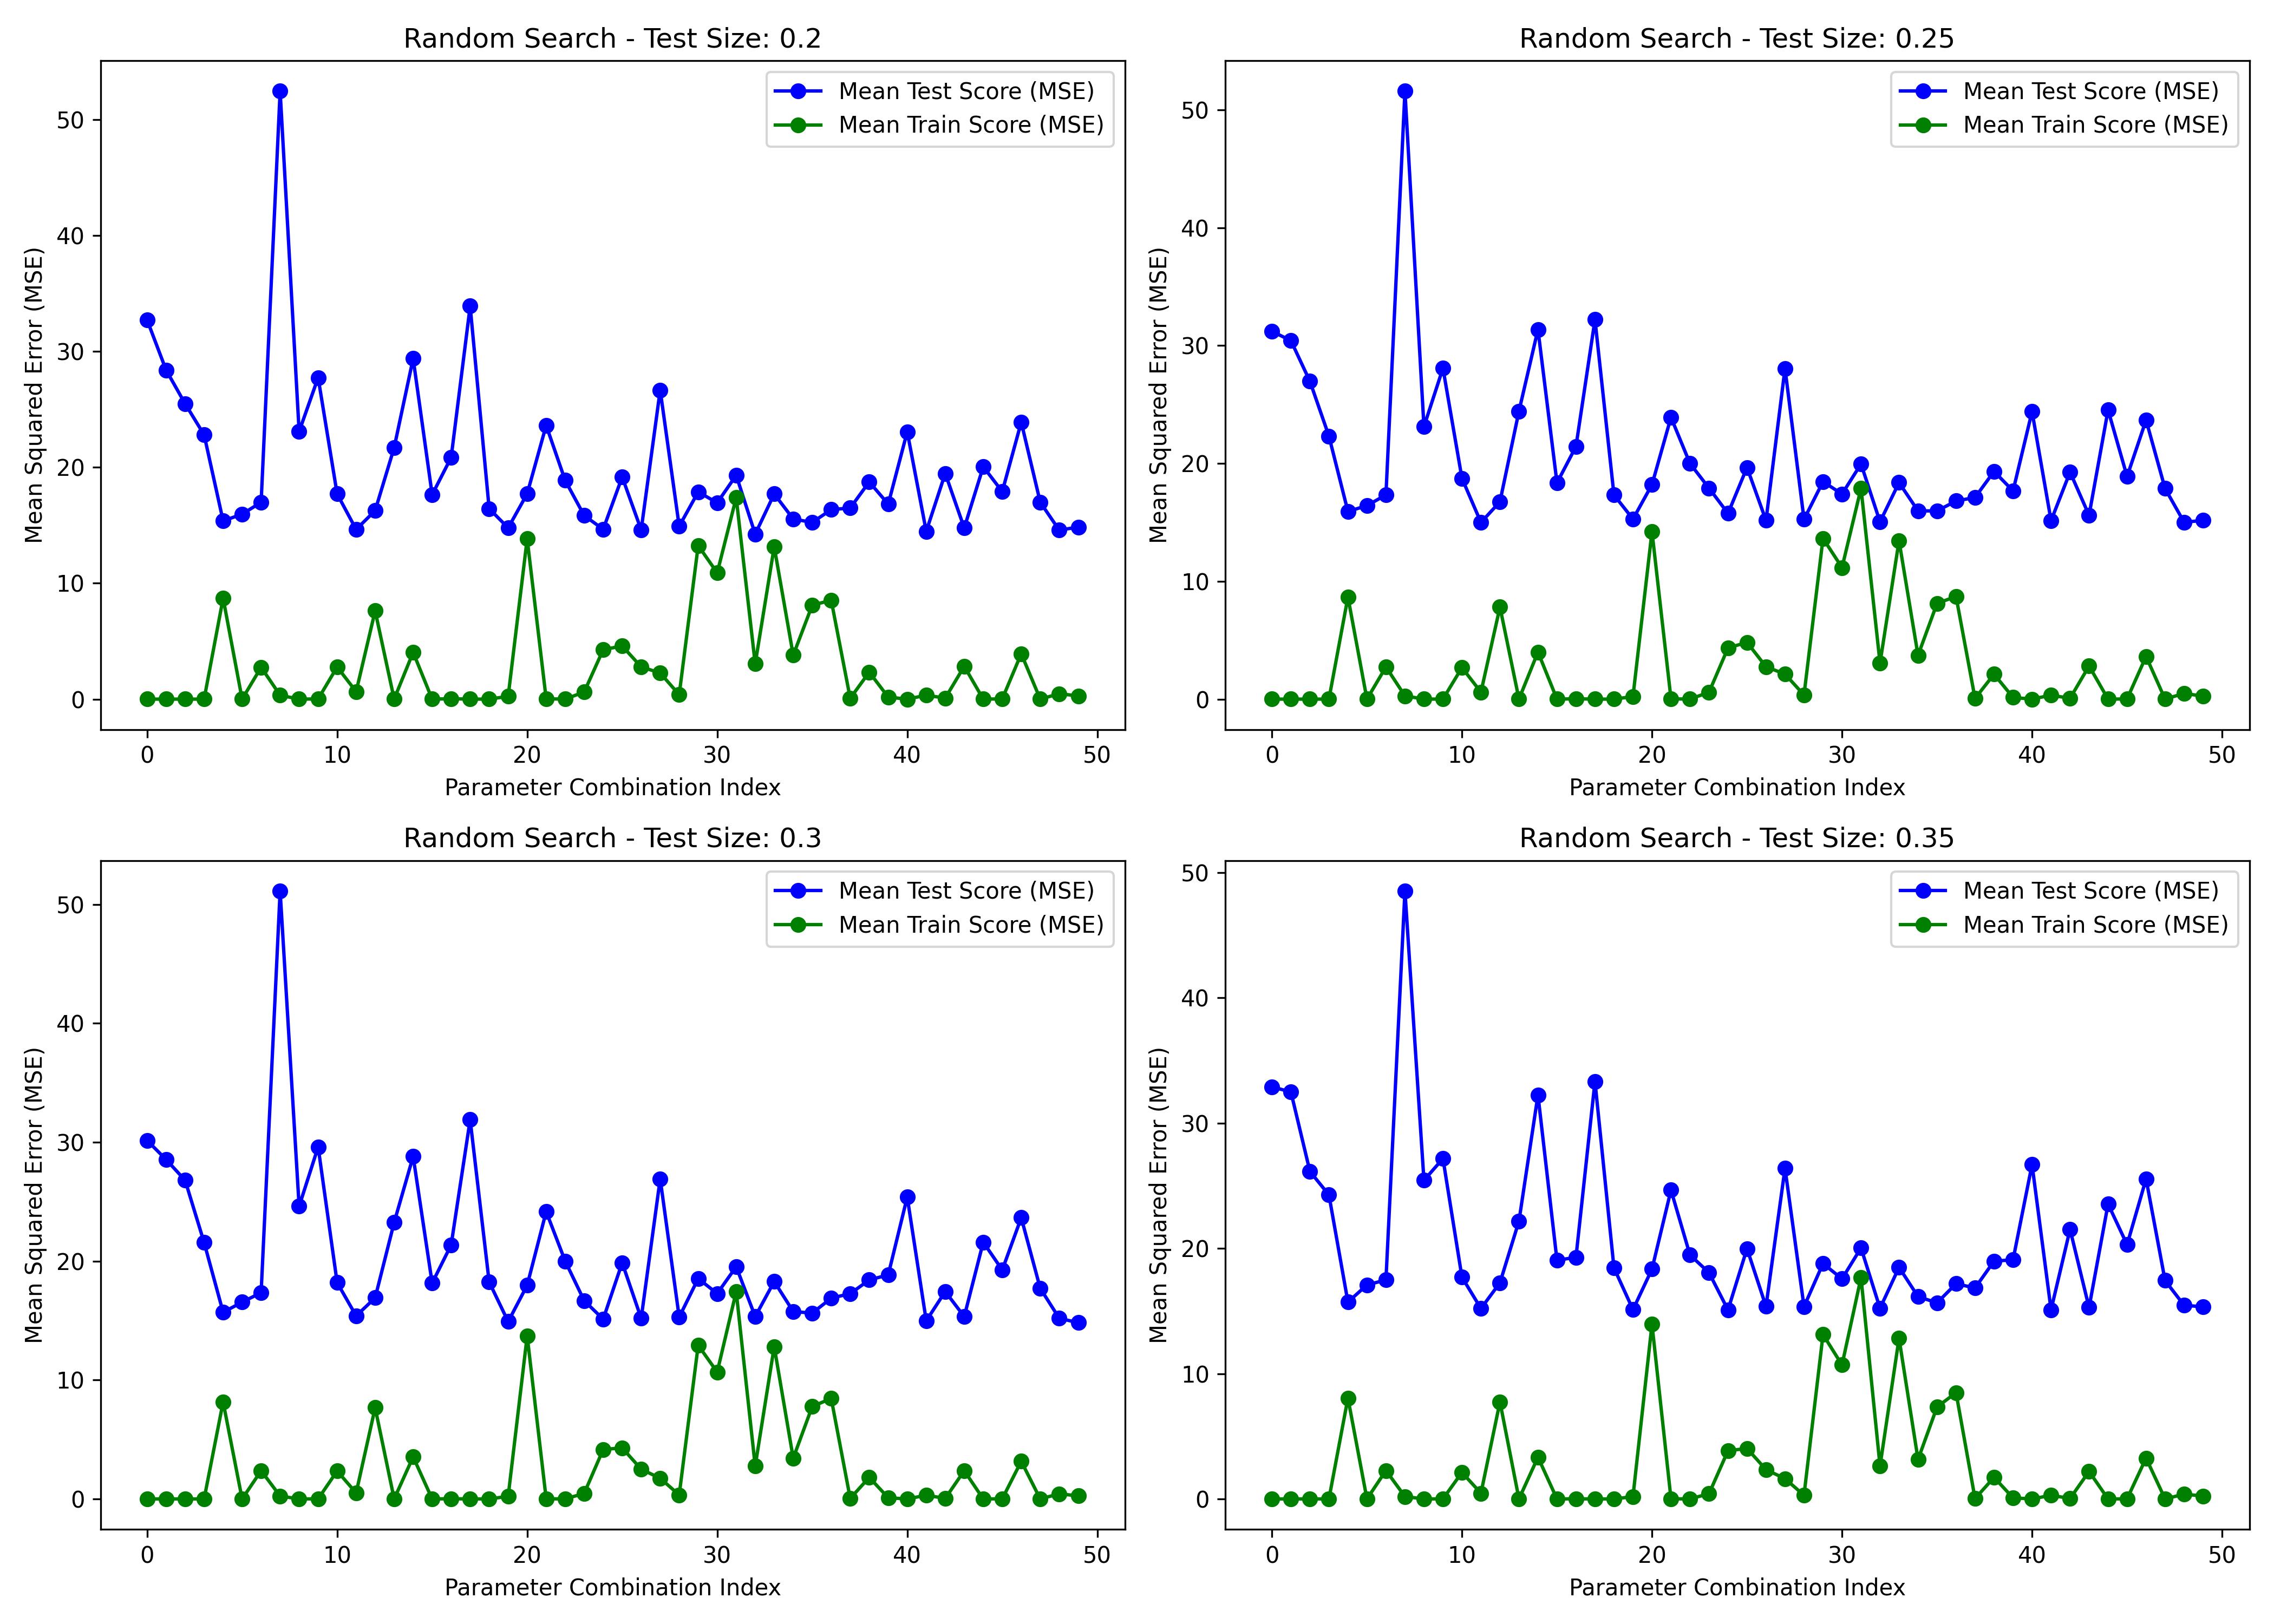 Random Search - Test Size: 0.2
Mean Squared Error (MSE)
50
40
30
20
10
0
Mean Test Score (MSE)
Mean Train Score (MSE)
0 10 20 30 40 50
Parameter Combination Index
Random Search - Test Size: 0.25
Mean Squared Error (MSE)
50
40
30
20
10
0
Mean Test Score (MSE)
Mean Train Score (MSE)
0 10 20 30 40 50
Parameter Combination Index
Random Search - Test Size: 0.3
Mean Squared Error (MSE)
50
40
30
20
10
0
Mean Test Score (MSE)
Mean Train Score (MSE)
0 10 20 30 40 50
Parameter Combination Index
Random Search - Test Size: 0.35
Mean Squared Error (MSE)
50
40
30
20
10
0
Mean Test Score (MSE)
Mean Train Score (MSE)
0 10 20 30 40 50
Parameter Combination Index